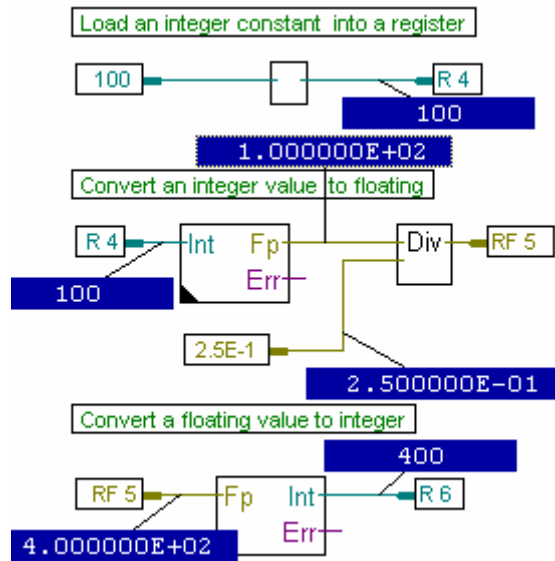 Load an integer constant into a register
100
R 4
100
1.000000E+02
Convert an integer value to floating
R 4
Int
Fp
Err
Div
RF 5
100
2.5E-1
2.500000E-01
Convert a floating value to integer
400
RF 5
Fp
Int
Err
R 6
4.000000E+02